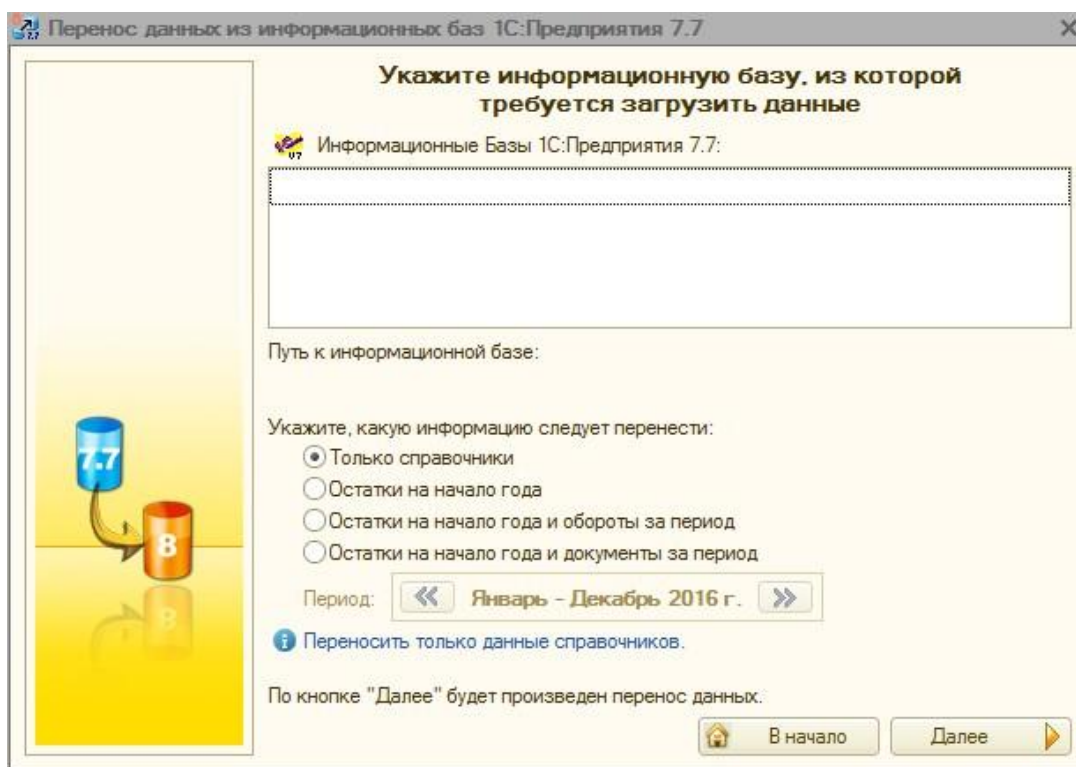 Перенос данных из информационных баз 1С:Предприятия 7.7
Укажите информационную базу, из которой
требуется загрузить данные
Информационные Базы 1С:Предприятия 7.7:
Путь к информационной базе:
Укажите, какую информацию следует перенести:
Только справочники
Остатки на начало года
Остатки на начало года и обороты за период
Остатки на начало года и документы за период
Период: Январь - Декабрь 2016 г.
Переносить только данные справочников.
По кнопке "Далее" будет произведен перенос данных.
В начало Далее
7.7
8